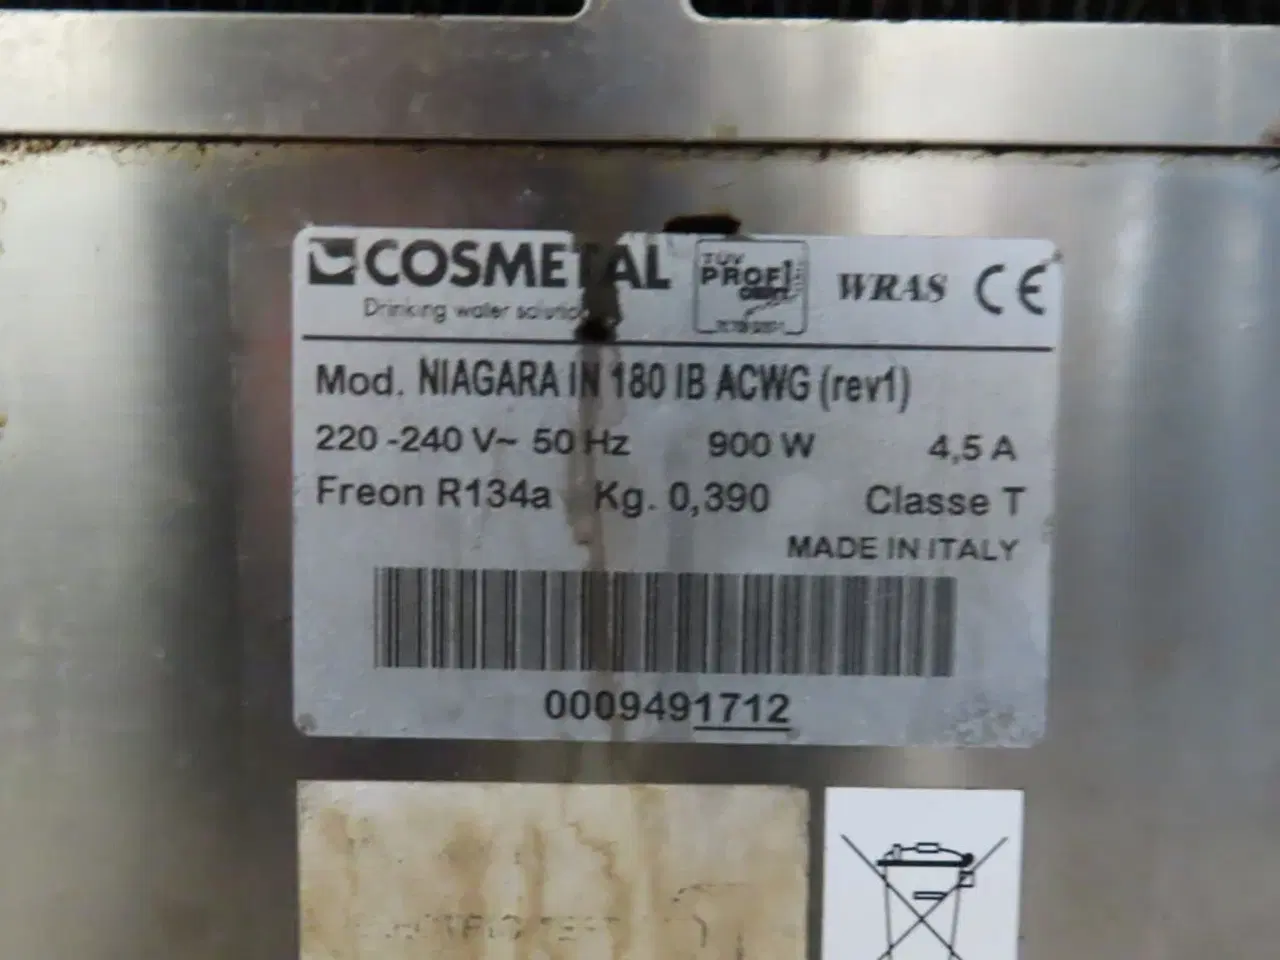 COSMETAL
Drinking water solutions
TÜV
PROFI
CERT
WRAS
CE
Mod. NIAGARA IN 180 IB ACWG (rev1)
220-240 V~ 50 Hz 900 W 4,5 A
Freon R134a Kg. 0,390 Classe T
MADE IN ITALY
0009491712